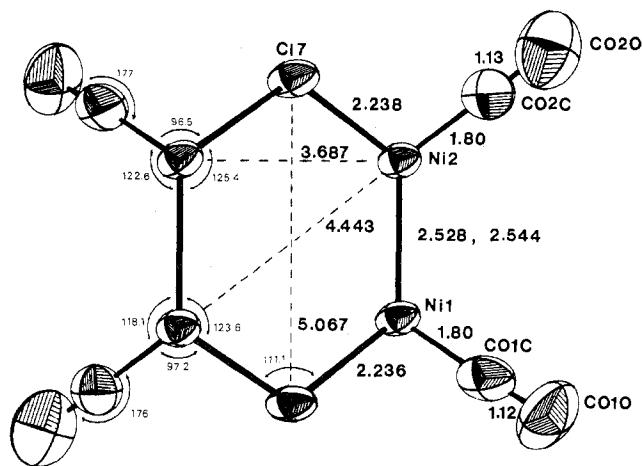 CO2O
1.13
Ci7
177
CO2C
2.238
96.5
1.80
3.687
Ni2
122.6
125.4
4.443
2.528, 2.544
Ni1
118.1
123.6
5.067
1.80
CO1C
111.1
97.2
2.236
CO1O
1.12
176